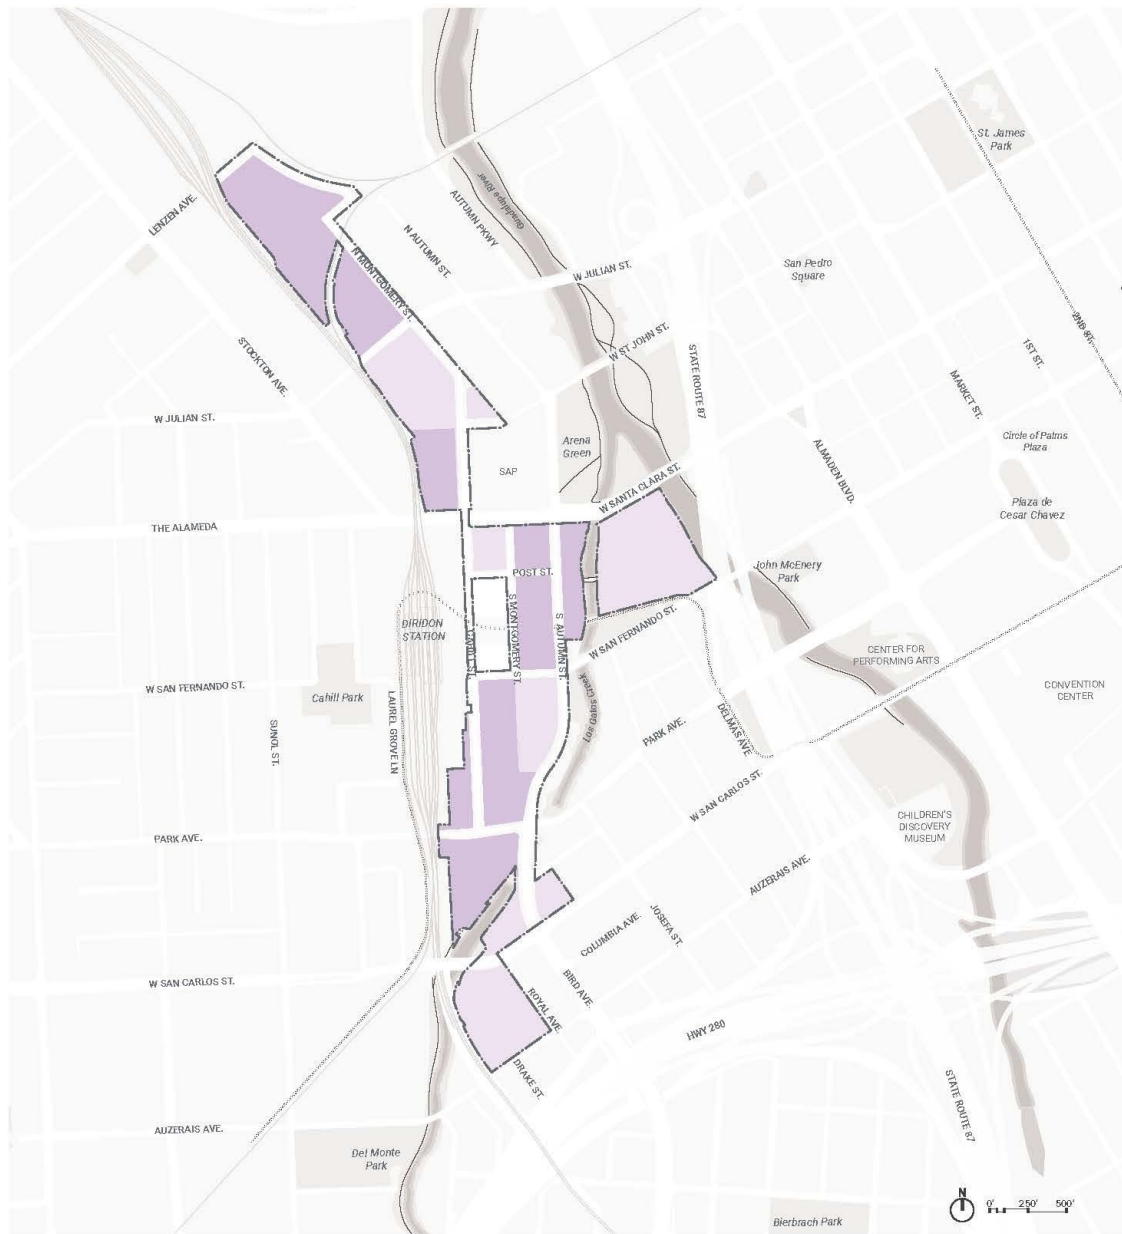 St. James
Park
LENZEN AVE.
Guadalupe River
AUTUMN PKWY
N AUTUMN ST.
N MONTGOMERY ST.
W JULIAN ST.
San Pedro
Square
2ND ST.
1ST ST.
W ST JOHN ST.
STATE ROUTE 87
STOCKTON AVE.
MARKET ST.
W JULIAN ST.
Arena
Green
SAP
Circle of Palms
Plaza
ALMADEN BLVD.
W SANTA CLARA ST.
Plaza de
Cesar Chavez
THE ALAMEDA
POST ST.
John McEnery
Park
S MONTGOMERY ST.
S AUTUMN ST.
DIRIDON
STATION
CAHILL ST.
W SAN FERNANDO ST.
CENTER FOR
PERFORMING ARTS
CONVENTION
CENTER
W SAN FERNANDO ST.
Cahill Park
LAUREL GROVE LN
SUNOL ST.
Los Gatos Creek
PARK AVE.
DELMAS AVE
W SAN CARLOS ST.
CHILDREN'S
DISCOVERY
MUSEUM
PARK AVE.
AUZERAIS AVE.
COLUMBIA AVE.
JOSEFA ST.
W SAN CARLOS ST.
BIRD AVE.
ROYAL AVE.
HWY 280
DRAKE ST.
STATE ROUTE 87
AUZERAIS AVE.
Del Monte
Park
Bierbrach Park
N
0' 250' 500'